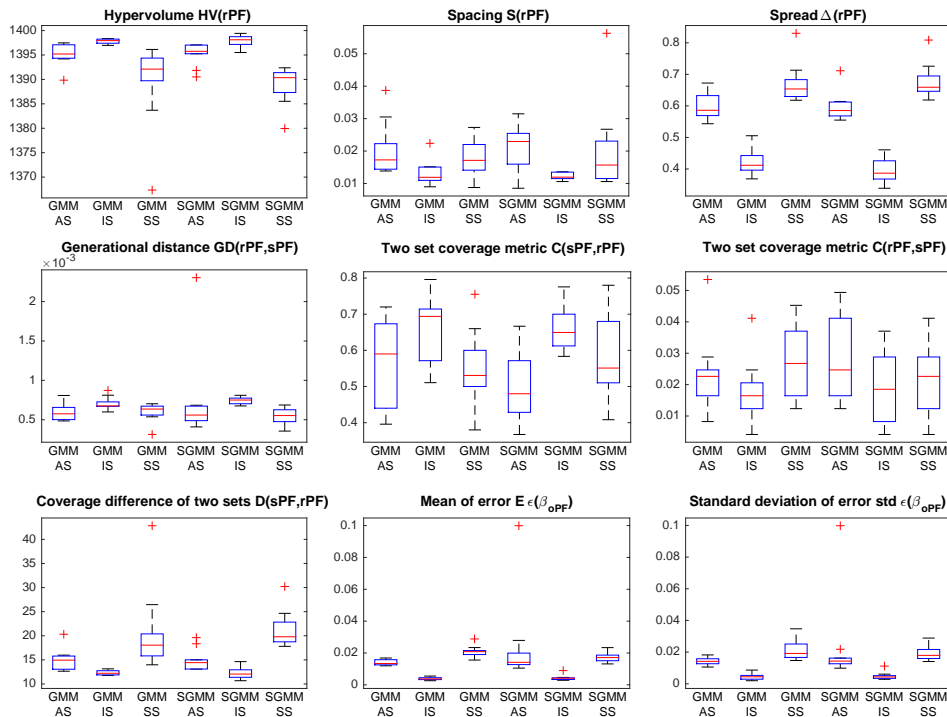 Hypervolume HV(rPF)
1400
1395
1390
1385
1380
1375
1370
GMM GMM GMM SGMM SGMM SGMM
AS IS SS AS IS SS
Spacing S(rPF)
0.05
0.04
0.03
0.02
0.01
GMM GMM GMM SGMM SGMM SGMM
AS IS SS AS IS SS
Spread Δ(rPF)
0.8
0.6
0.4
GMM GMM GMM SGMM SGMM SGMM
AS IS SS AS IS SS
Generational distance GD(rPF,sPF)
×10⁻³
2
1.5
1
0.5
GMM GMM GMM SGMM SGMM SGMM
AS IS SS AS IS SS
Two set coverage metric C(sPF,rPF)
0.8
0.7
0.6
0.5
0.4
GMM GMM GMM SGMM SGMM SGMM
AS IS SS AS IS SS
Two set coverage metric C(rPF,sPF)
0.05
0.04
0.03
0.02
0.01
GMM GMM GMM SGMM SGMM SGMM
AS IS SS AS IS SS
Coverage difference of two sets D(sPF,rPF)
40
35
30
25
20
15
10
GMM GMM GMM SGMM SGMM SGMM
AS IS SS AS IS SS
Mean of error E ϵ(β_oPF)
0.1
0.08
0.06
0.04
0.02
0
GMM GMM GMM SGMM SGMM SGMM
AS IS SS AS IS SS
Standard deviation of error std ϵ(β_oPF)
0.1
0.08
0.06
0.04
0.02
0
GMM GMM GMM SGMM SGMM SGMM
AS IS SS AS IS SS